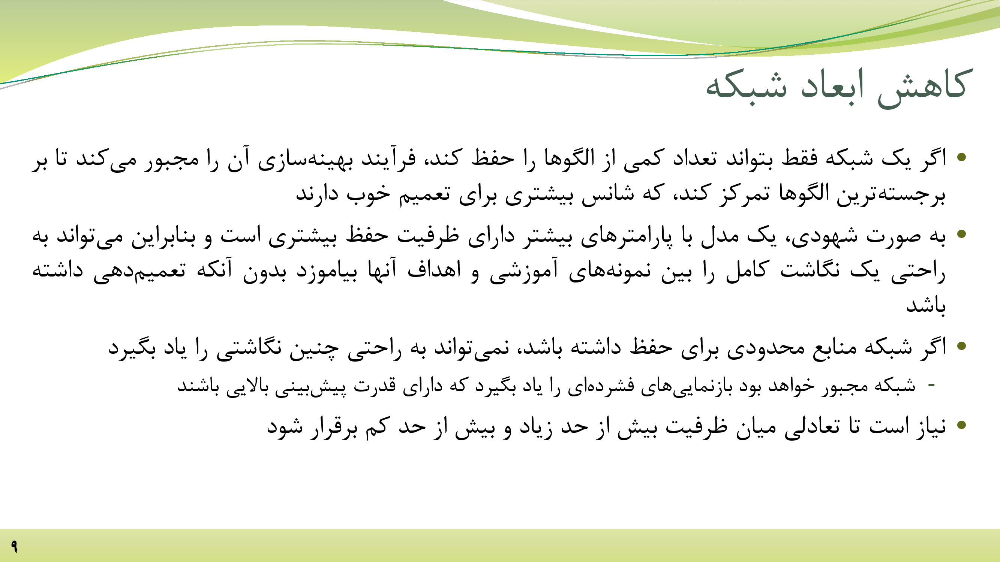 کاهش ابعاد شبکه
• اگر یک شبکه فقط بتواند تعداد کمی از الگوها را حفظ کند، فرآیند بهینه‌سازی آن را مجبور می‌کند تا بر
برجسته‌ترین الگوها تمرکز کند، که شانس بیشتری برای تعمیم خوب دارند
• به صورت شهودی، یک مدل با پارامترهای بیشتر دارای ظرفیت حفظ بیشتری است و بنابراین می‌تواند به
راحتی یک نگاشت کامل را بین نمونه‌های آموزشی و اهداف آنها بیاموزد بدون آنکه تعمیم‌دهی داشته
باشد
• اگر شبکه منابع محدودی برای حفظ داشته باشد، نمی‌تواند به راحتی چنین نگاشتی را یاد بگیرد
- شبکه مجبور خواهد بود بازنمایی‌های فشرده‌ای را یاد بگیرد که دارای قدرت پیش‌بینی بالایی باشند
• نیاز است تا تعادلی میان ظرفیت بیش از حد زیاد و بیش از حد کم برقرار شود
۹